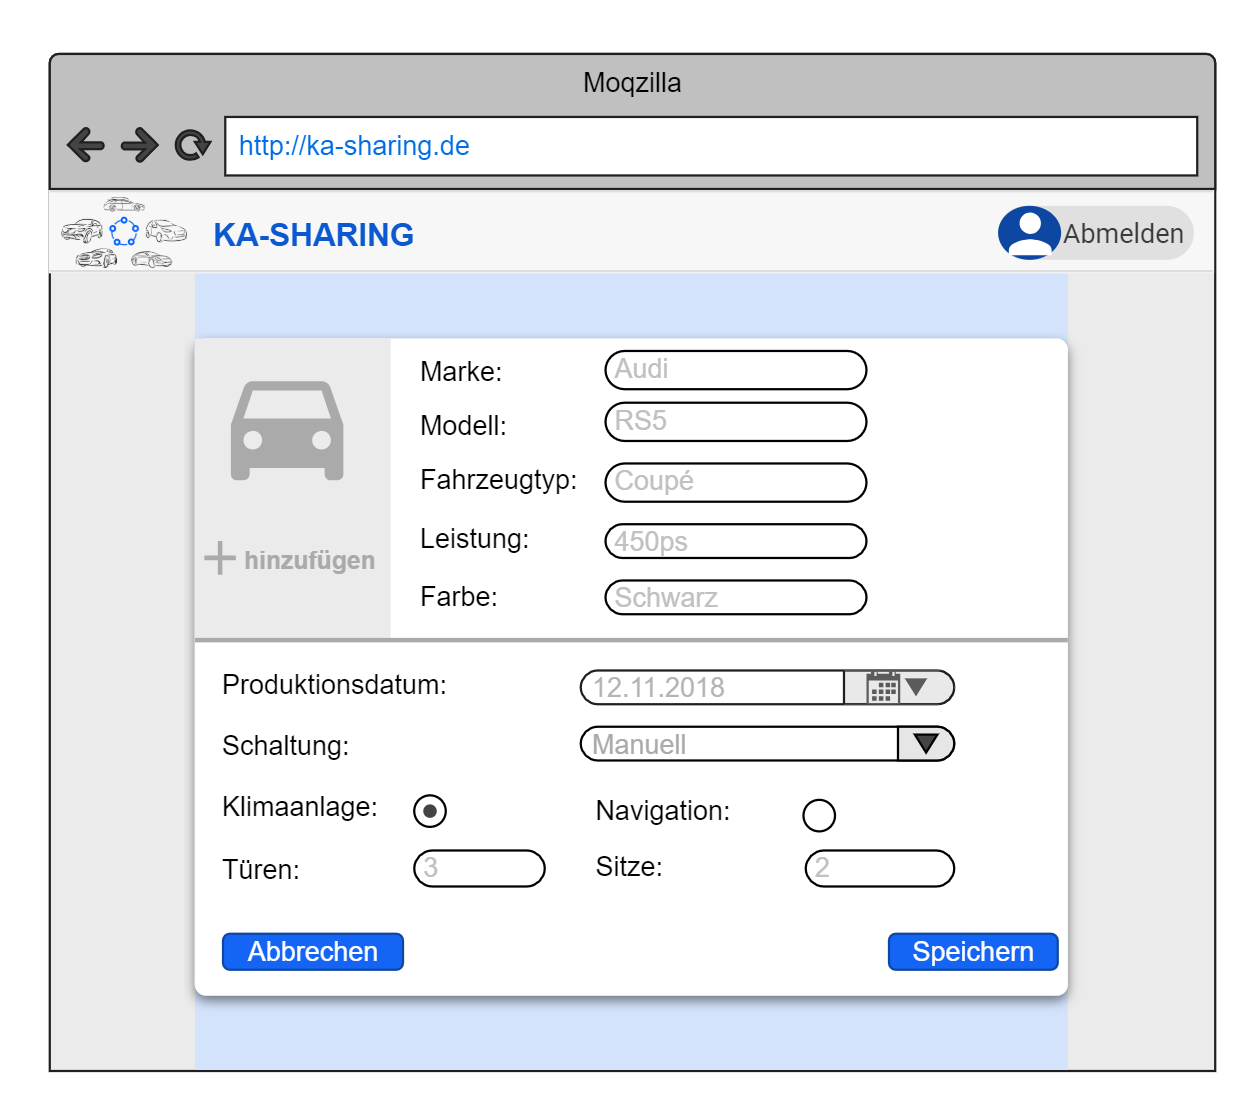 Moqzilla
http://ka-sharing.de
KA-SHARING
Abmelden
Marke: Audi
Modell: RS5
Fahrzeugtyp: Coupé
Leistung: 450ps
Farbe: Schwarz
hinzufügen
Produktionsdatum: 12.11.2018
Schaltung: Manuell
Klimaanlage: Navigation:
Türen: 3 Sitze: 2
Abbrechen Speichern